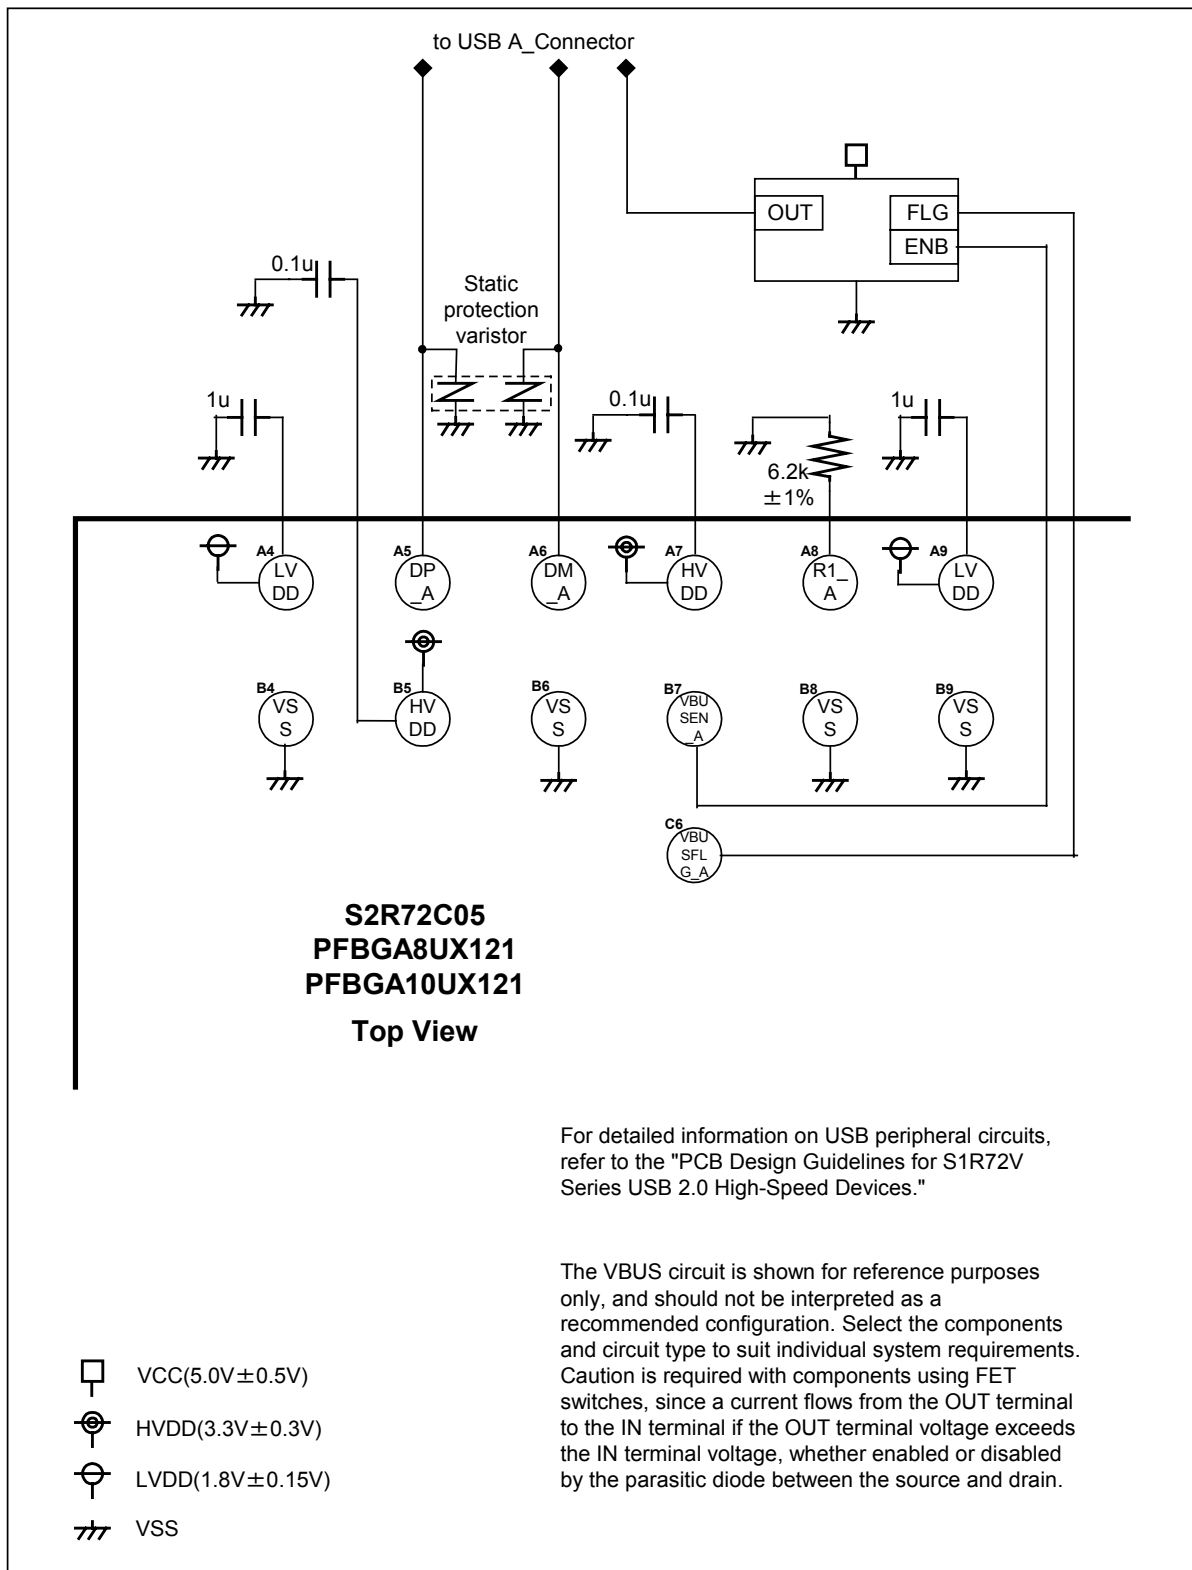 to USB A_Connector
OUT
FLG
ENB
0.1u
Static
protection
varistor
1u
0.1u
1u
6.2k
±1%
A4
LV
DD
A5
DP
_A
A6
DM
_A
A7
HV
DD
A8
R1_
A
A9
LV
DD
B4
VS
S
B5
HV
DD
B6
VS
S
B7
VBU
SEN
_A
B8
VS
S
B9
VS
S
C6
VBU
SFL
G_A
S2R72C05
PFBGA8UX121
PFBGA10UX121
Top View
For detailed information on USB peripheral circuits,
refer to the "PCB Design Guidelines for S1R72V
Series USB 2.0 High-Speed Devices."
The VBUS circuit is shown for reference purposes
only, and should not be interpreted as a
recommended configuration. Select the components
and circuit type to suit individual system requirements.
Caution is required with components using FET
switches, since a current flows from the OUT terminal
to the IN terminal if the OUT terminal voltage exceeds
the IN terminal voltage, whether enabled or disabled
by the parasitic diode between the source and drain.
VCC(5.0V±0.5V)
HVDD(3.3V±0.3V)
LVDD(1.8V±0.15V)
VSS